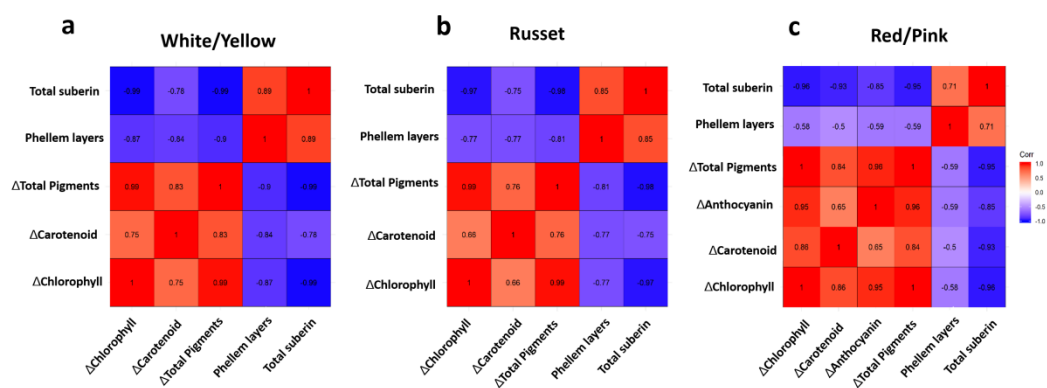 a
White/Yellow
Total suberin
-0.99 -0.78 -0.99 0.89 1
Phellem layers
-0.87 -0.84 -0.9 1 0.89
ΔTotal Pigments
0.99 0.83 1 -0.9 -0.99
ΔCarotenoid
0.75 1 0.83 -0.84 -0.78
ΔChlorophyll
1 0.75 0.99 -0.87 -0.99
ΔChlorophyll
ΔCarotenoid
ΔTotal Pigments
Phellem layers
Total suberin
b
Russet
Total suberin
-0.97 -0.75 -0.98 0.85 1
Phellem layers
-0.77 -0.77 -0.81 1 0.85
ΔTotal Pigments
0.99 0.76 1 -0.81 -0.98
ΔCarotenoid
0.66 1 0.76 -0.77 -0.75
ΔChlorophyll
1 0.66 0.99 -0.77 -0.97
ΔChlorophyll
ΔCarotenoid
ΔTotal Pigments
Phellem layers
Total suberin
c
Red/Pink
Total suberin
-0.96 -0.93 -0.85 -0.95 0.71 1
Phellem layers
-0.58 -0.5 -0.59 -0.59 1 0.71
ΔTotal Pigments
1 0.84 0.96 1 -0.59 -0.95
ΔAnthocyanin
0.95 0.65 1 0.96 -0.59 -0.85
ΔCarotenoid
0.86 1 0.65 0.84 -0.5 -0.93
ΔChlorophyll
1 0.86 0.95 1 -0.58 -0.96
ΔChlorophyll
ΔCarotenoid
ΔAnthocyanin
ΔTotal Pigments
Phellem layers
Total suberin
Corr
1.0
0.5
0.0
-0.5
-1.0